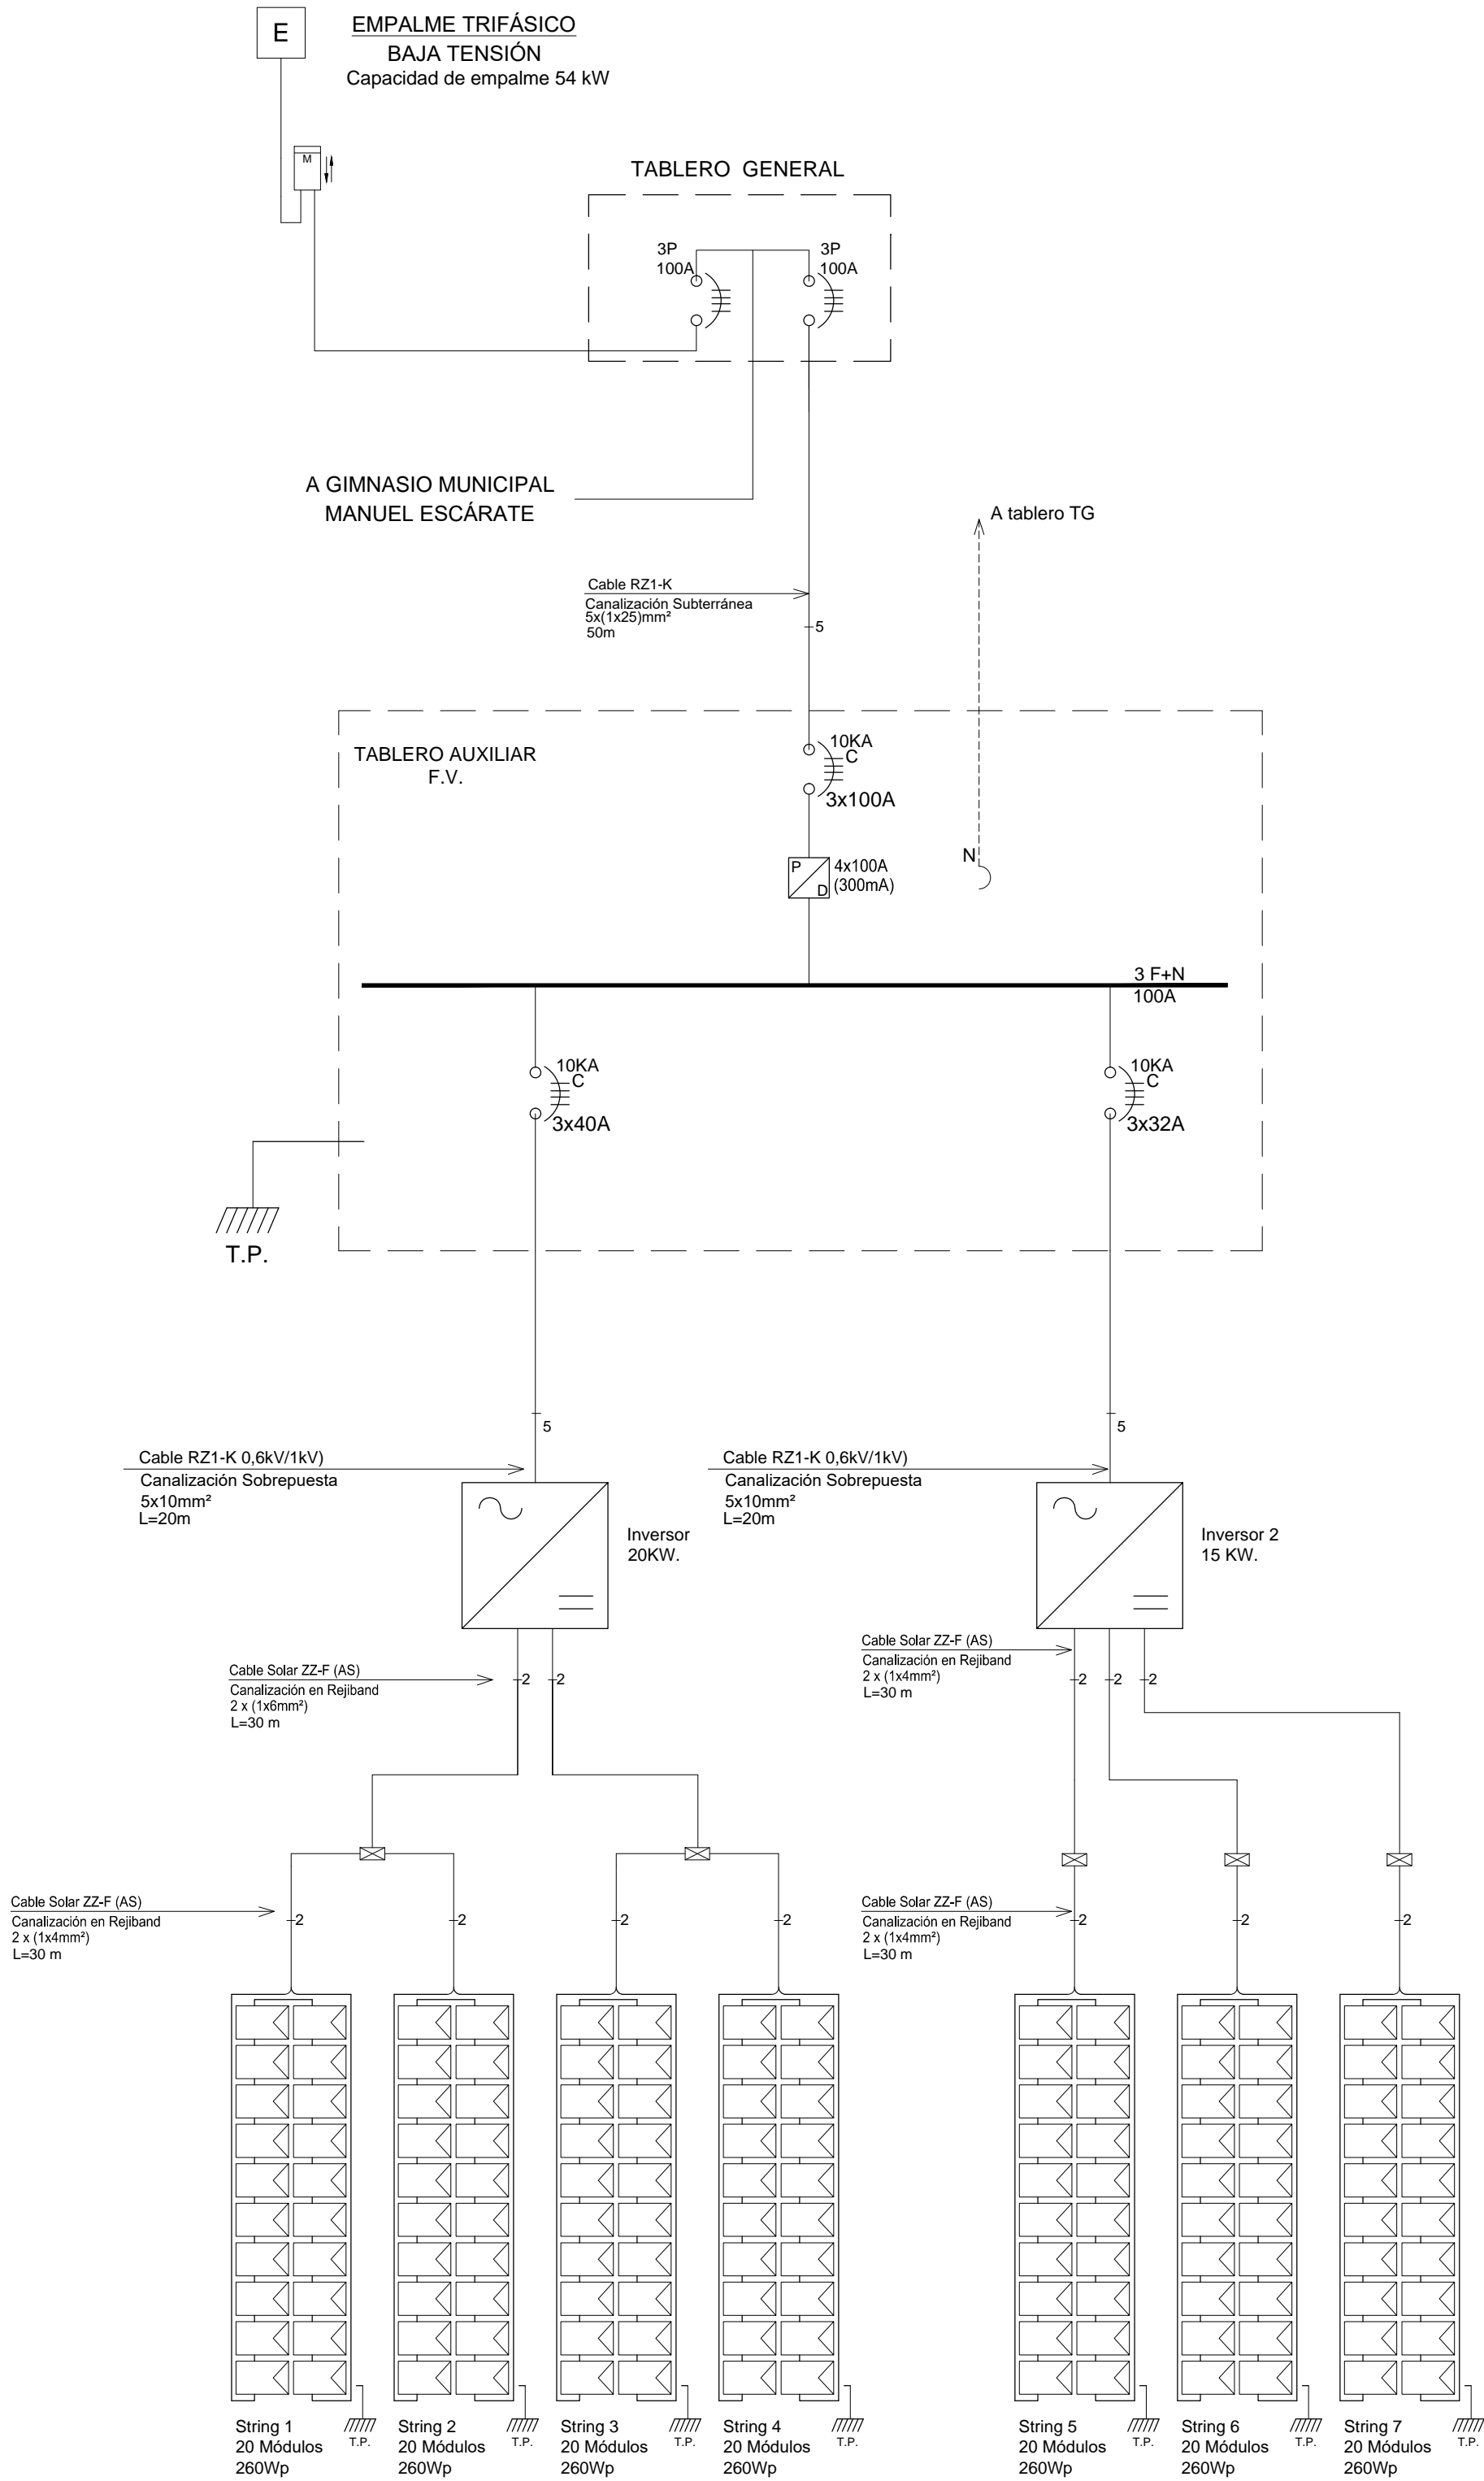 E
EMPALME TRIFÁSICO
BAJA TENSIÓN
Capacidad de empalme 54 kW
M
TABLERO GENERAL
3P
100A
3P
100A
A GIMNASIO MUNICIPAL
MANUEL ESCÁRATE
A tablero TG
Cable RZ1-K
Canalización Subterránea
5x(1x25)mm²
50m
5
TABLERO AUXILIAR
F.V.
10KA
C
3x100A
P
D
4x100A
(300mA)
N
3 F+N
100A
10KA
C
3x40A
10KA
C
3x32A
T.P.
5
5
Cable RZ1-K 0,6kV/1kV)
Canalización Sobrepuesta
5x10mm²
L=20m
Inversor
20KW.
Cable RZ1-K 0,6kV/1kV)
Canalización Sobrepuesta
5x10mm²
L=20m
Inversor 2
15 KW.
Cable Solar ZZ-F (AS)
Canalización en Rejiband
2 x (1x6mm²)
L=30 m
2
2
Cable Solar ZZ-F (AS)
Canalización en Rejiband
2 x (1x4mm²)
L=30 m
2
2
2
Cable Solar ZZ-F (AS)
Canalización en Rejiband
2 x (1x4mm²)
L=30 m
2
2
2
2
Cable Solar ZZ-F (AS)
Canalización en Rejiband
2 x (1x4mm²)
L=30 m
2
2
2
String 1
20 Módulos
260Wp
T.P.
String 2
20 Módulos
260Wp
T.P.
String 3
20 Módulos
260Wp
T.P.
String 4
20 Módulos
260Wp
T.P.
String 5
20 Módulos
260Wp
T.P.
String 6
20 Módulos
260Wp
T.P.
String 7
20 Módulos
260Wp
T.P.